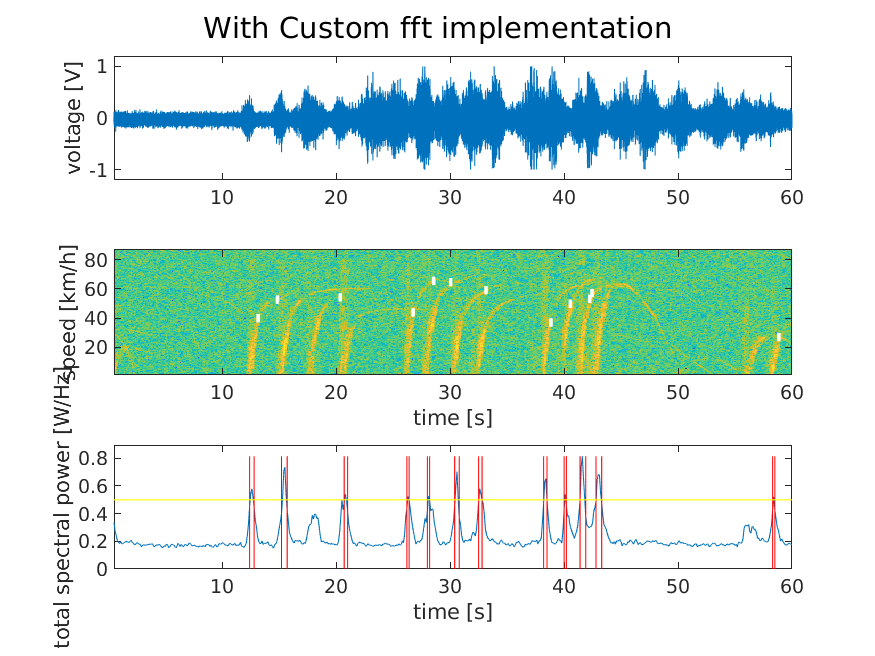 With Custom fft implementation
voltage [V]
1
0
-1
10 20 30 40 50 60
speed [km/h]
80
60
40
20
10 20 30 40 50 60
time [s]
total spectral power [W/Hz]
0.8
0.6
0.4
0.2
0
10 20 30 40 50 60
time [s]